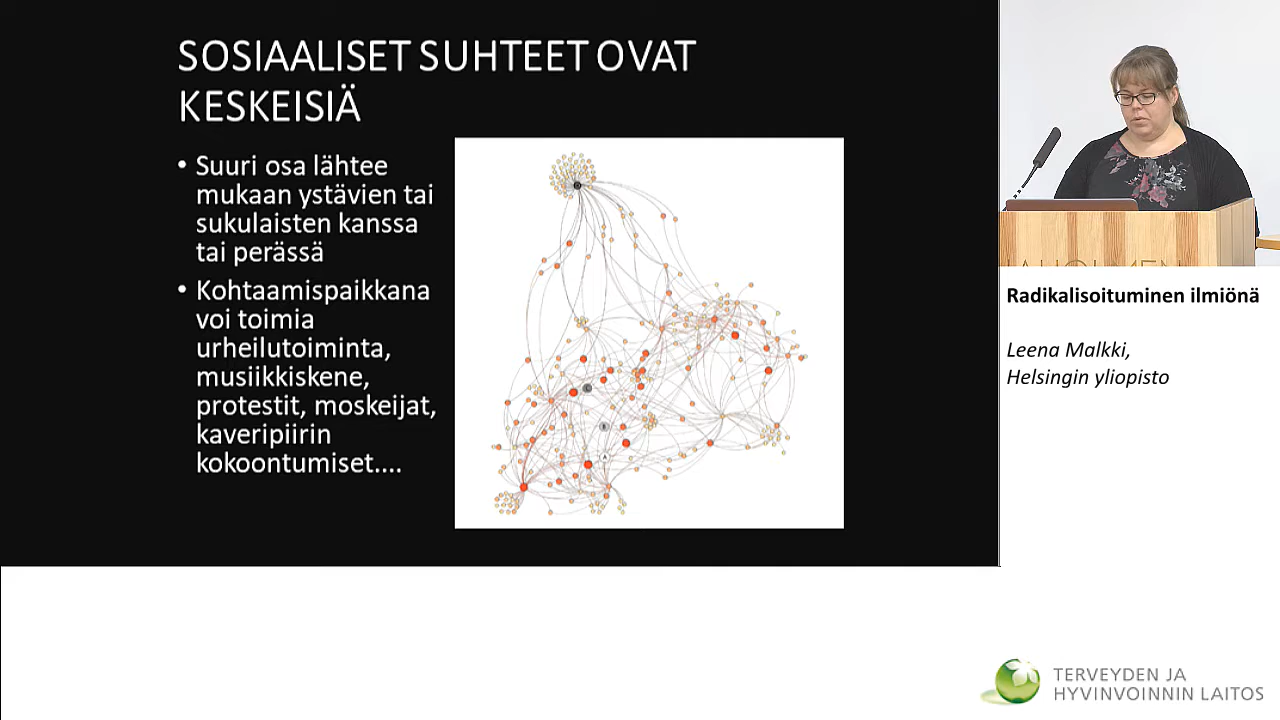 SOSIAALISET SUHTEET OVAT
KESKEISIÄ
• Suuri osa lähtee
mukaan ystävien tai
sukulaisten kanssa
tai perässä
• Kohtaamispaikkana
voi toimia
urheilutoiminta,
musiikkiskene,
protestit, moskeijat,
kaveripiirin
kokoontumiset....
Radikalisoituminen ilmiönä
Leena Malkki,
Helsingin yliopisto
TERVEYDEN JA
HYVINVOINNIN LAITOS